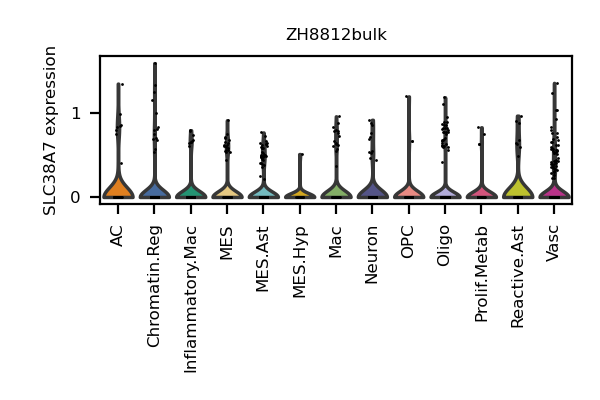 ZH8812bulk
SLC38A7 expression
1
0
AC
Chromatin.Reg
Inflammatory.Mac
MES
MES.Ast
MES.Hyp
Mac
Neuron
OPC
Oligo
Prolif.Metab
Reactive.Ast
Vasc